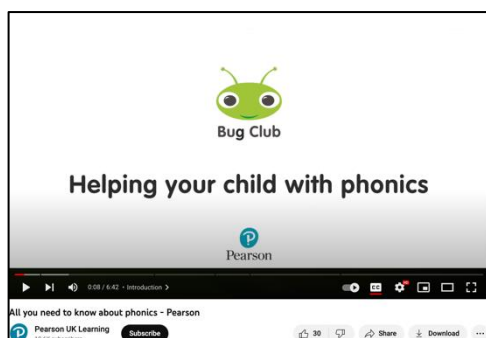 Bug Club
Helping your child with phonics
P
Pearson
0:08 / 6:42 • Introduction >
CC
All you need to know about phonics - Pearson
P
Pearson UK Learning
Subscribe
30
Share
Download